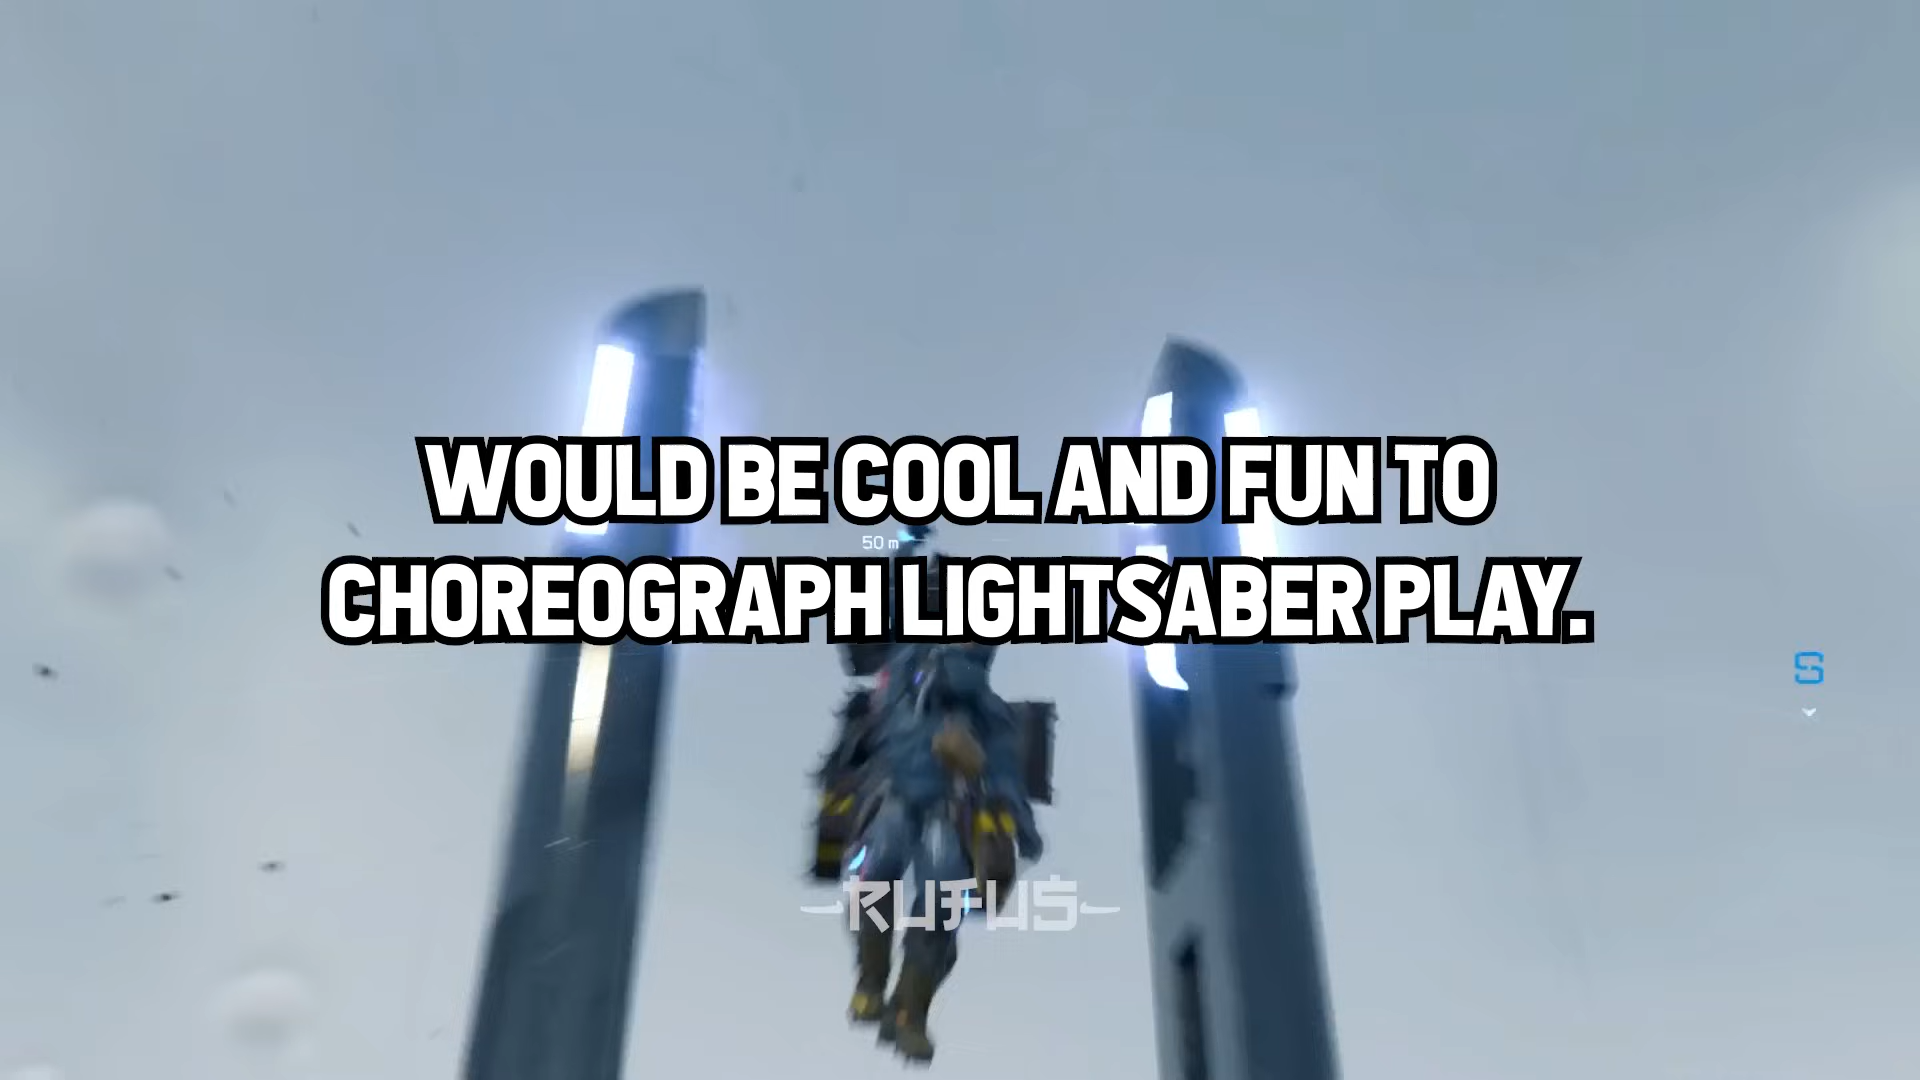 WOULD BE COOL AND FUN TO
50 m
CHOREOGRAPH LIGHTSABER PLAY.
S
RUFUS